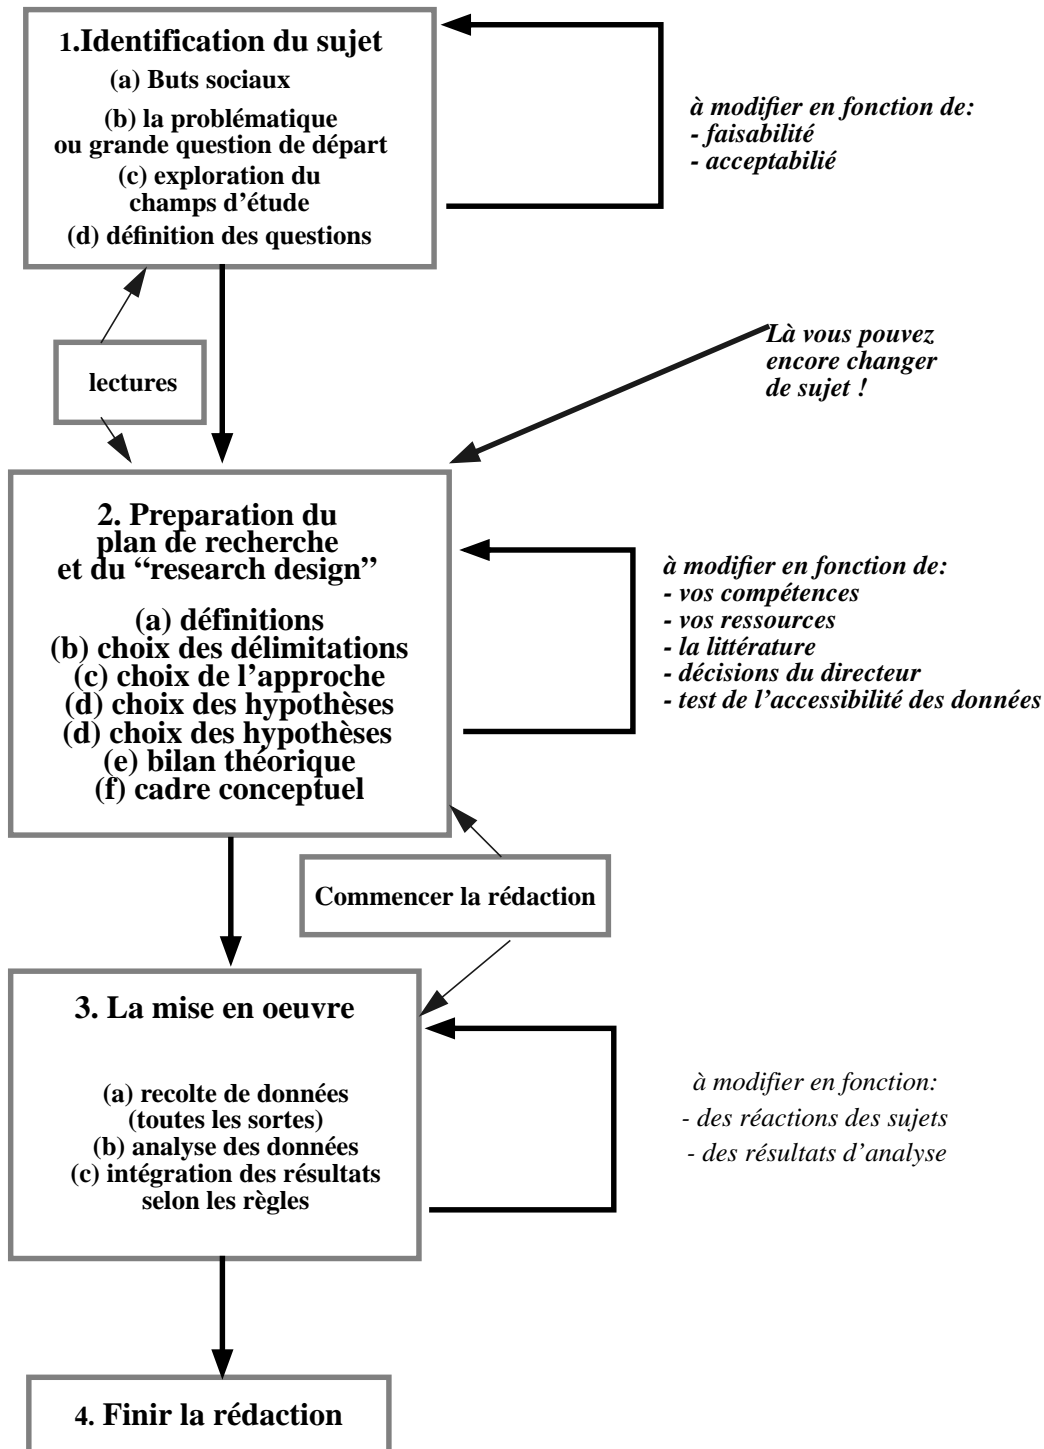 1.Identification du sujet
(a) Buts sociaux
(b) la problématique
ou grande question de départ
(c) exploration du
champs d’étude
(d) définition des questions
à modifier en fonction de:
- faisabilité
- acceptabilié
lectures
Là vous pouvez
encore changer
de sujet !
2. Preparation du
plan de recherche
et du “research design”
(a) définitions
(b) choix des délimitations
(c) choix de l’approche
(d) choix des hypothèses
(d) choix des hypothèses
(e) bilan théorique
(f) cadre conceptuel
à modifier en fonction de:
- vos compétences
- vos ressources
- la littérature
- décisions du directeur
- test de l’accessibilité des données
Commencer la rédaction
3. La mise en oeuvre
(a) recolte de données
(toutes les sortes)
(b) analyse des données
(c) intégration des résultats
selon les règles
à modifier en fonction:
- des réactions des sujets
- des résultats d’analyse
4. Finir la rédaction